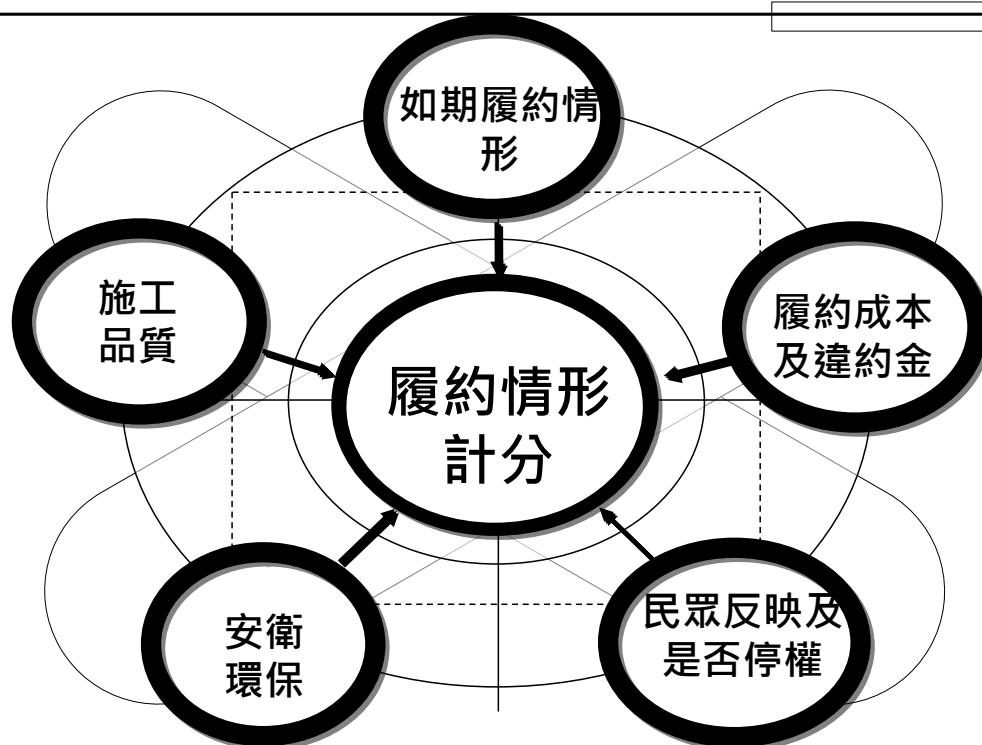 如期履約情
形
施工
品質
履約成本
及違約金
履約情形
計分
安衛
環保
民眾反映及
是否停權